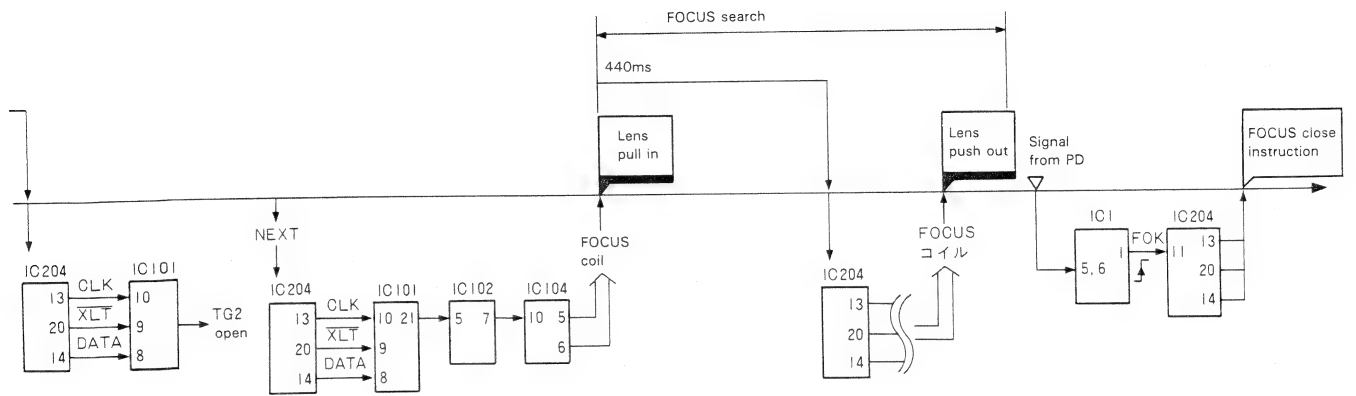 FOCUS search
440ms
Lens
pull in
Lens
push out
Signal
from PD
FOCUS close
instruction
NEXT
FOCUS
coil
FOCUS
コイル
IC204
13
20
14
CLK
XLT
DATA
IC101
10
9
8
TG2
open
IC204
13
20
14
CLK
XLT
DATA
IC101
10 21
9
8
IC102
5 7
IC104
10 5
6
IC204
13
20
14
IC1
5, 6
1
FOK
IC204
11
13
20
14